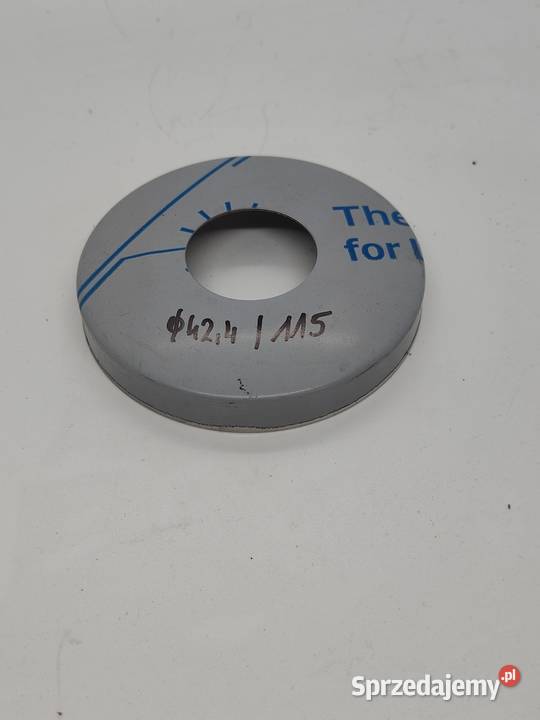 The
for
φ42,4 / 115
Sprzedajemy.pl